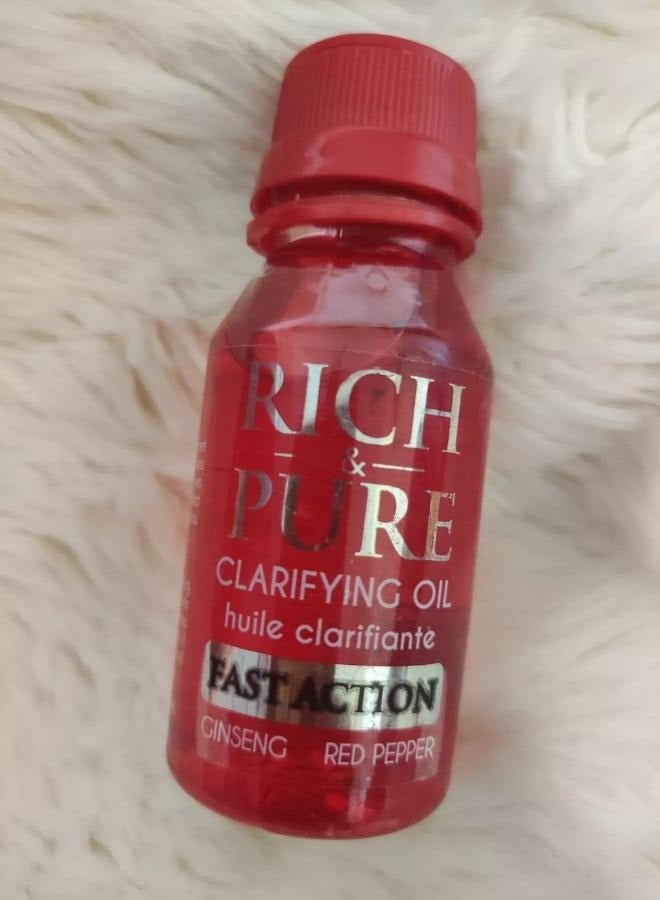 RICH
&
PURE
CLARIFYING OIL
huile clarifiante
FAST ACTION
GINSENG RED PEPPER